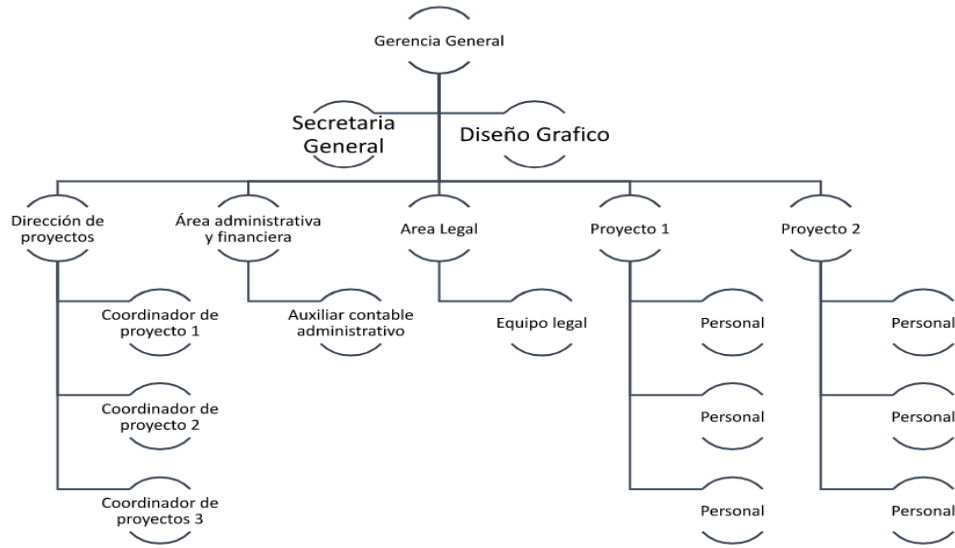 Gerencia General
Secretaria
General
Diseño Grafico
Dirección de
proyectos
Área administrativa
y financiera
Area Legal
Proyecto 1
Proyecto 2
Coordinador de
proyecto 1
Auxiliar contable
administrativo
Equipo legal
Personal
Personal
Coordinador de
proyecto 2
Personal
Personal
Coordinador de
proyectos 3
Personal
Personal